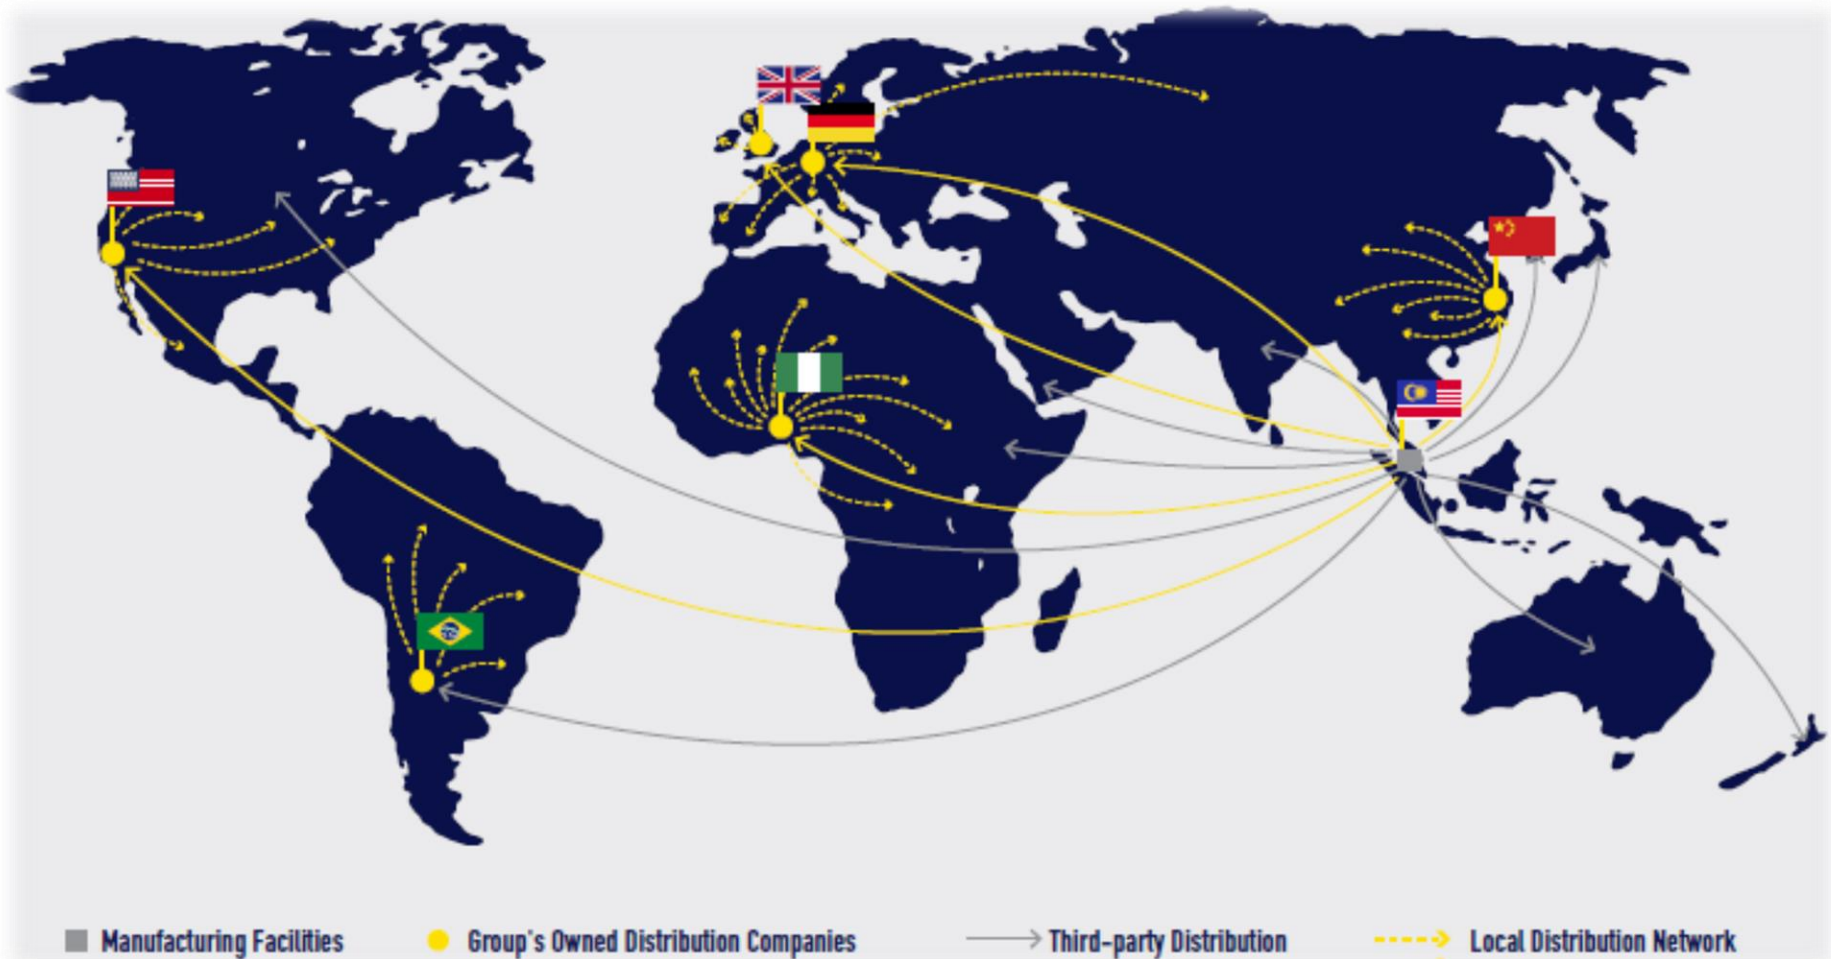 Manufacturing Facilities
Group's Owned Distribution Companies
Third-party Distribution
Local Distribution Network